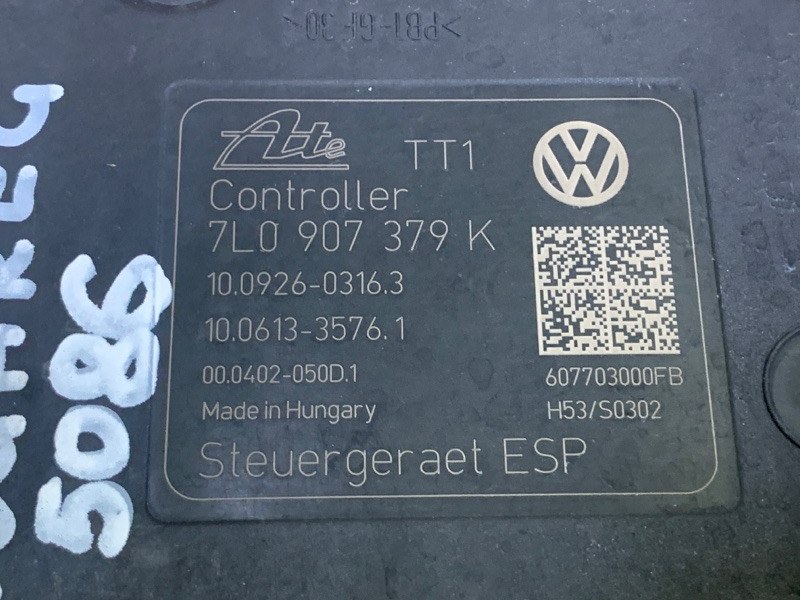 >PBT-GF30<
Ate TT1
Controller
7L0 907 379 K
10.0926-0316.3
10.0613-3576.1
00.0402-050D.1
607703000FB
Made in Hungary
H53/S0302
Steuergeraet ESP
5086